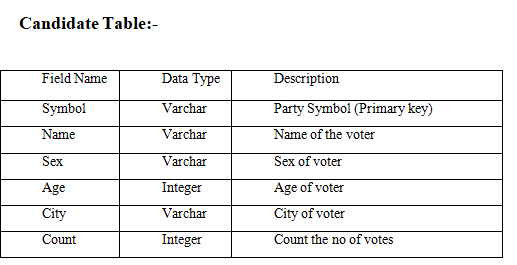 Candidate Table:-
Field Name Data Type Description
Symbol Varchar Party Symbol (Primary key)
Name Varchar Name of the voter
Sex Varchar Sex of voter
Age Integer Age of voter
City Varchar City of voter
Count Integer Count the no of votes